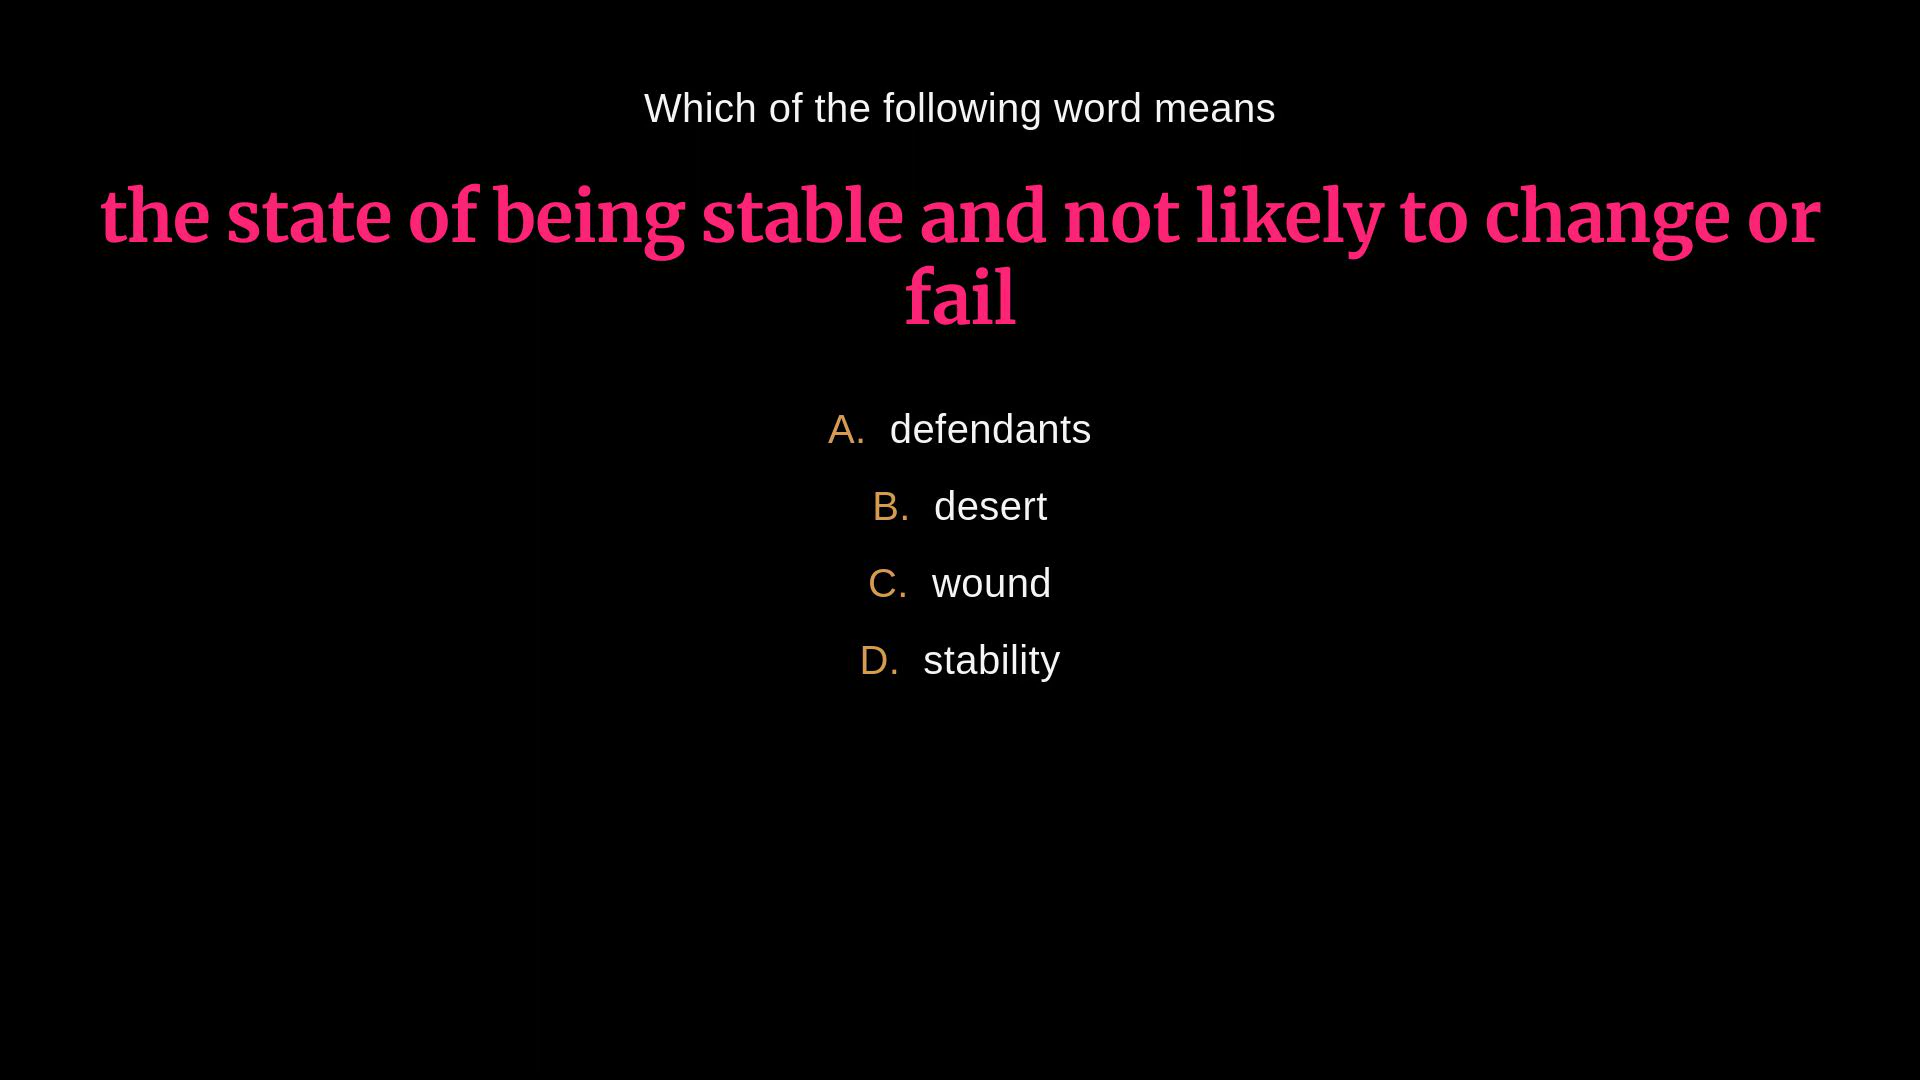 Which of the following word means
the state of being stable and not likely to change or
fail
A. defendants
B. desert
C. wound
D. stability